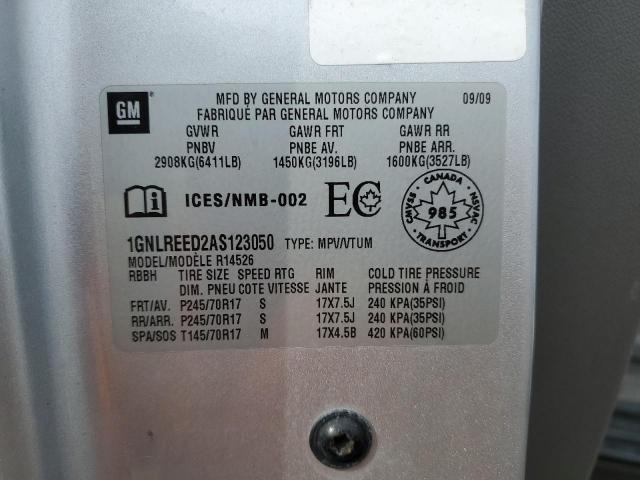 GM
MFD BY GENERAL MOTORS COMPANY 09/09
FABRIQUÉ PAR GENERAL MOTORS COMPANY
GVWR GAWR FRT GAWR RR
PNBV PNBE AV. PNBE ARR.
2908KG(6411LB) 1450KG(3196LB) 1600KG(3527LB)
ICES/NMB-002 EC CANADA CMVSS 985 NSVAC TRANSPORT
1GNLREED2AS123050 TYPE: MPV/VTUM
MODEL/MODÈLE R14526
RBBH TIRE SIZE SPEED RTG RIM COLD TIRE PRESSURE
DIM. PNEU COTE VITESSE JANTE PRESSION À FROID
FRT/AV. P245/70R17 S 17X7.5J 240 KPA(35PSI)
RR/ARR. P245/70R17 S 17X7.5J 240 KPA(35PSI)
SPA/SOS T145/70R17 M 17X4.5B 420 KPA(60PSI)